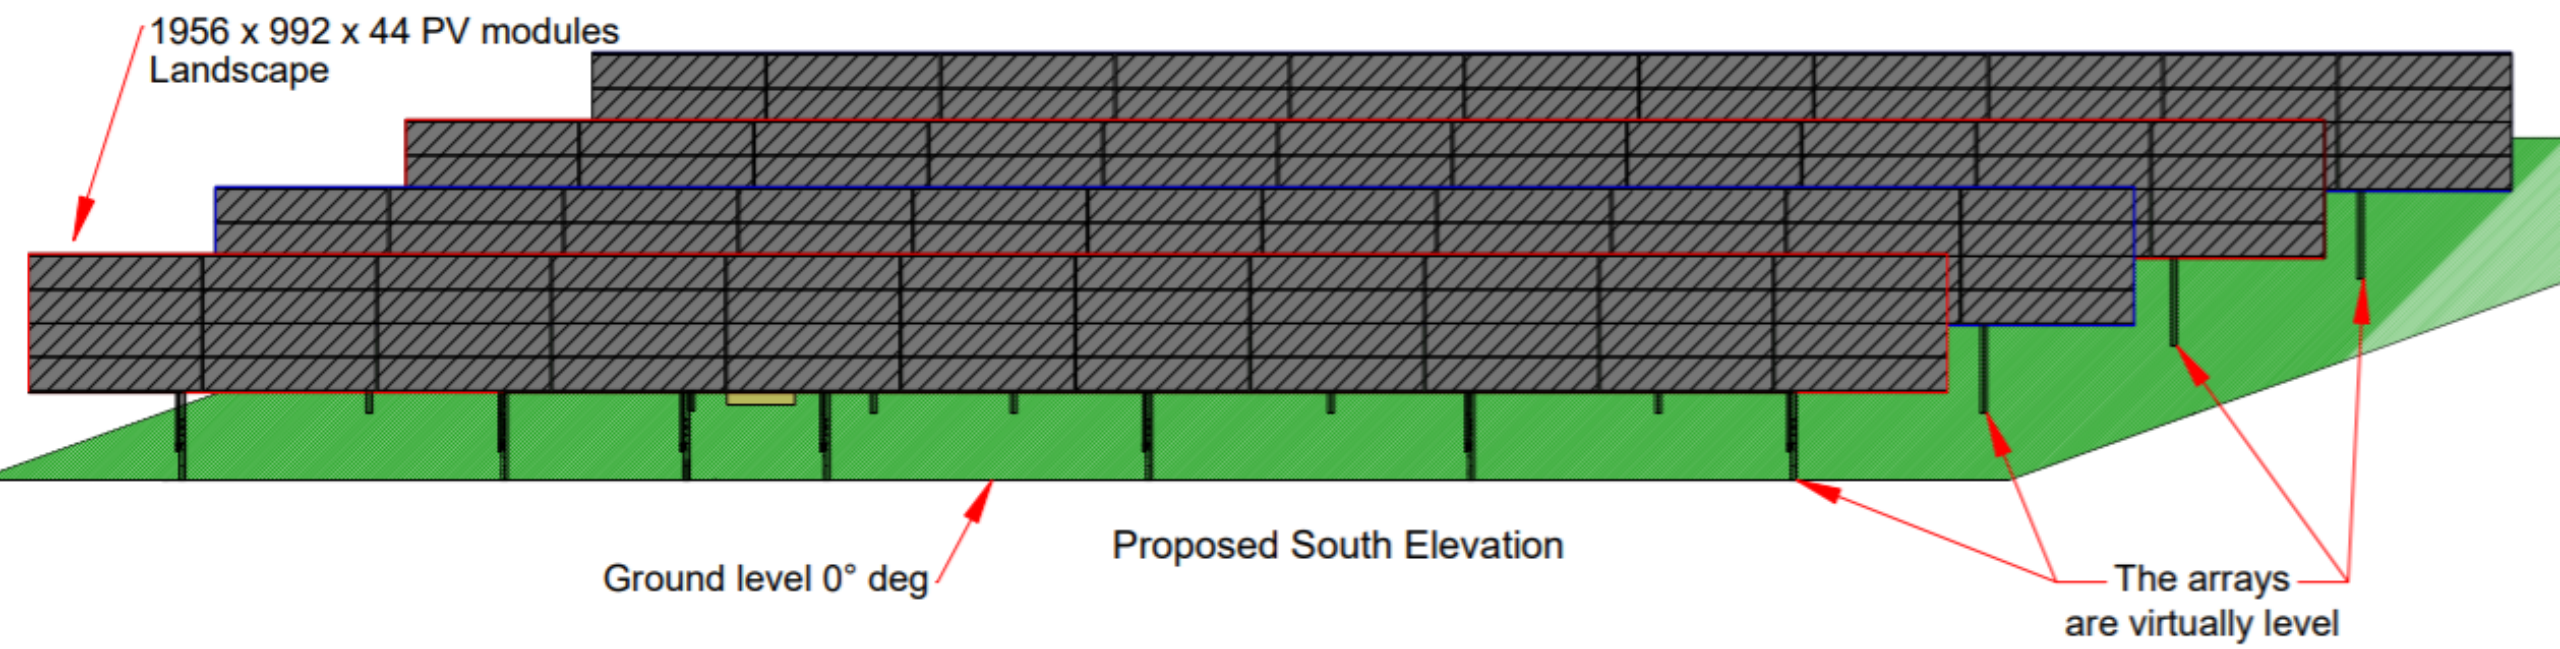 1956 x 992 x 44 PV modules
Landscape
Proposed South Elevation
Ground level 0° deg
The arrays
are virtually level